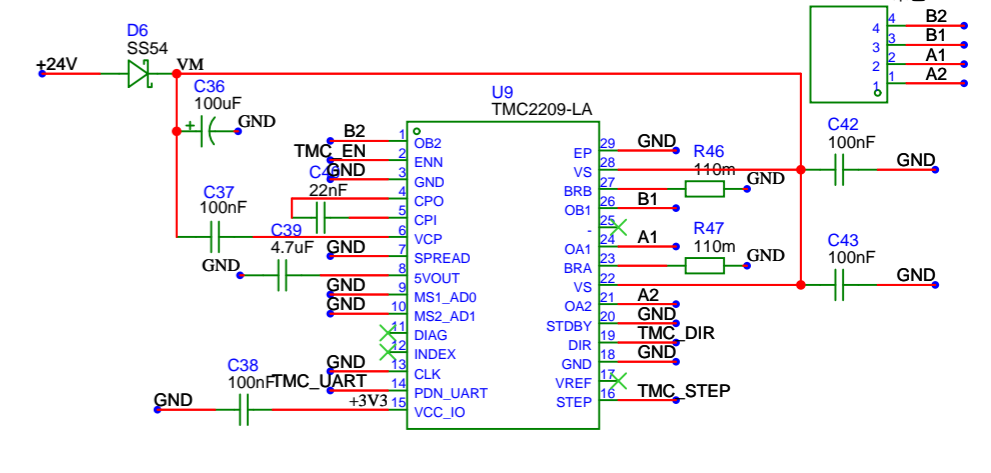 D6
SS54
+24V
VM
C36
100uF
GND
U9
TMC2209-LA
4 4 B2
3 3 B1
2 2 A1
1 1 A2
B2 1 OB2
TMC_EN 2 ENN
GND 3 GND
22nF
4 CPO
5 CPI
C37
100nF
6 VCP
C39
4.7uF
GND 7 SPREAD
GND
8 5VOUT
GND 9 MS1_AD0
GND 10 MS2_AD1
11 DIAG
12 INDEX
GND 13 CLK
C38
100nF
TMC_UART 14 PDN_UART
GND
+3V3 15 VCC_IO
EP 29 GND
VS 28
BRB 27
R46
110m
GND
OB1 26 B1
- 25
OA1 24 A1
BRA 23
R47
110m
GND
VS 22
OA2 21 A2
STDBY 20 GND
DIR 19 TMC_DIR
GND 18 GND
VREF 17
STEP 16 TMC_STEP
C42
100nF
GND
C43
100nF
GND